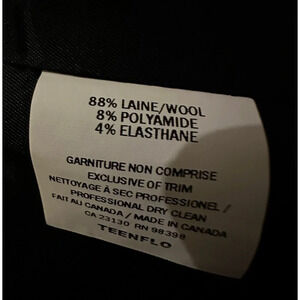 88% LAINE/WOOL
8% POLYAMIDE
4% ELASTHANE
GARNITURE NON COMPRISE
EXCLUSIVE OF TRIM
NETTOYAGE À SEC PROFESSIONEL/
PROFESSIONAL DRY CLEAN
FAIT AU CANADA / MADE IN CANADA
CA 23130 RN 98398
TEENFLO